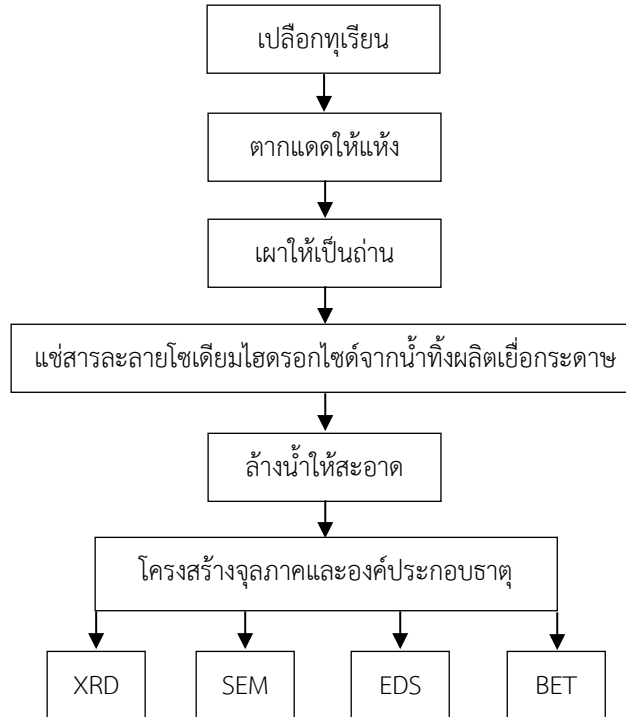 เปลือกทุเรียน
ตากแดดให้แห้ง
เผาให้เป็นถ่าน
แช่สารละลายโซเดียมไฮดรอกไซด์จากน้ำทิ้งผลิตเยื่อกระดาษ
ล้างน้ำให้สะอาด
โครงสร้างจุลภาคและองค์ประกอบธาตุ
XRD
SEM
EDS
BET